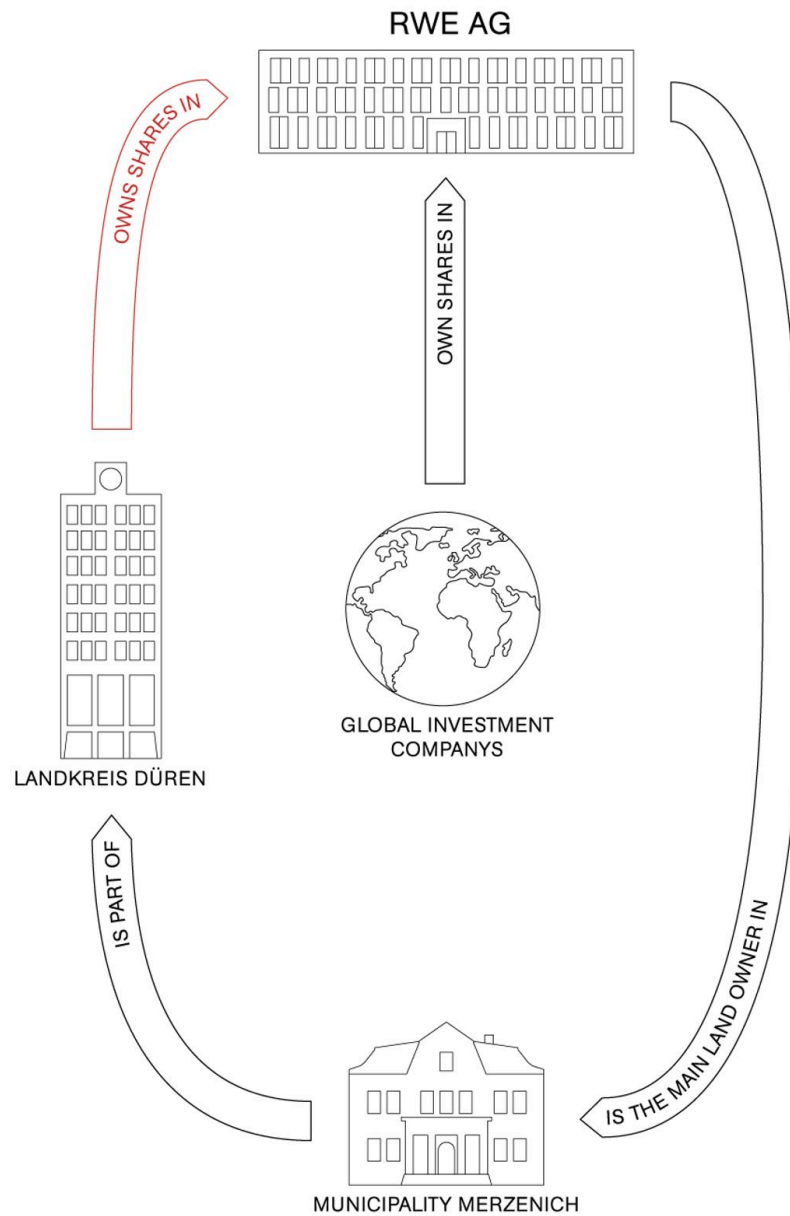 RWE AG
OWNS SHARES IN
OWN SHARES IN
LANDKREIS DÜREN
GLOBAL INVESTMENT
COMPANYS
IS PART OF
IS THE MAIN LAND OWNER IN
MUNICIPALITY MERZENICH